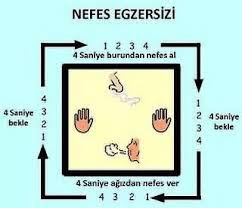 NEFES EGZERSİZİ
1 2 3 4
4 Saniye burundan nefes al
4
3
2
1
4 Saniye
bekle
1
2
3
4
4 Saniye
bekle
4 Saniye ağızdan nefes ver
4 3 2 1